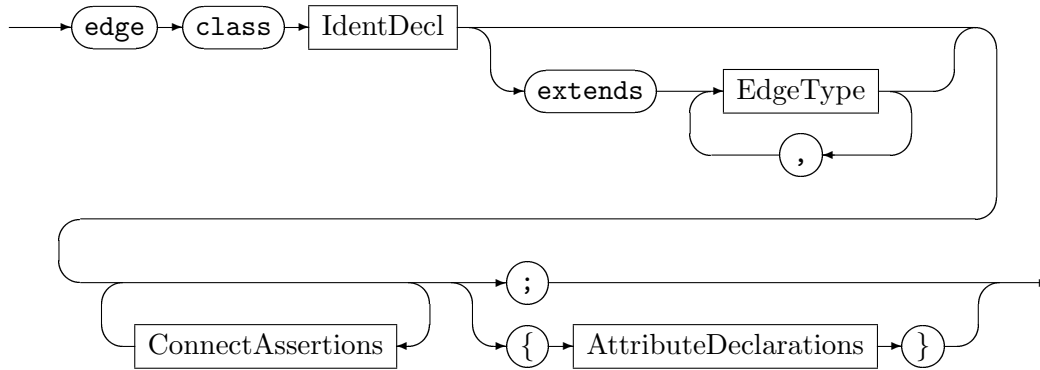 edge class IdentDecl
extends EdgeType
,
;
ConnectAssertions { AttributeDeclarations }